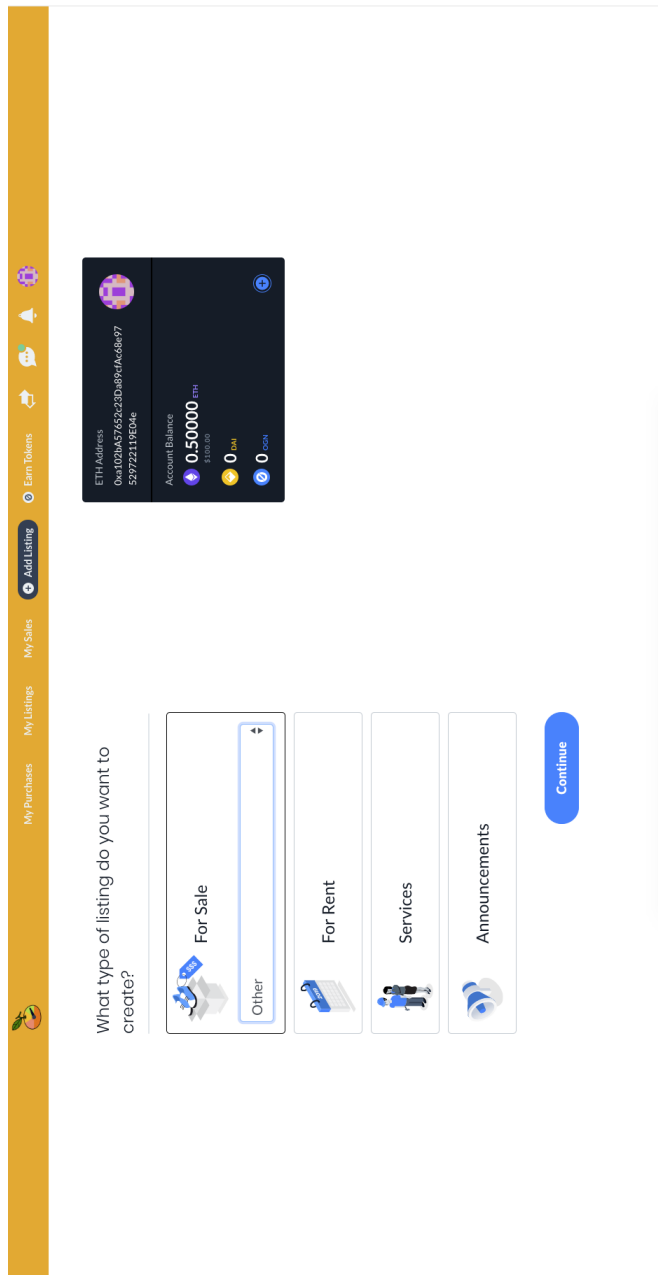 My Purchases
My Listings
My Sales
Add Listing
Earn Tokens
What type of listing do you want to
create?
For Sale
Other
For Rent
Services
Announcements
Continue
ETH Address
0xa102bA57652c23Da89cfAc68e97
529722119E04e
Account Balance
0.50000 ETH
$100.00
0 DAI
0 OGN
$$$